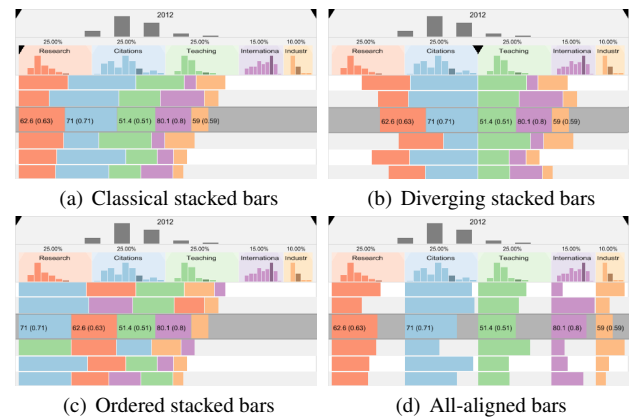 2012
25.00% 25.00% 25.00% 15.00% 10.00%
Research Citations Teaching Internationa Industr
62.6 (0.63) 71 (0.71) 51.4 (0.51) 80.1 (0.8) 59 (0.59)
(a) Classical stacked bars
2012
25.00% 25.00% 25.00% 15.00% 10.00%
Research Citations Teaching Internationa Industr
62.6 (0.63) 71 (0.71) 51.4 (0.51) 80.1 (0.8) 59 (0.59)
(b) Diverging stacked bars
2012
25.00% 25.00% 25.00% 15.00% 10.00%
Research Citations Teaching Internationa Industr
71 (0.71) 62.6 (0.63) 51.4 (0.51) 80.1 (0.8)
(c) Ordered stacked bars
2012
25.00% 25.00% 25.00% 15.00% 10.00%
Research Citations Teaching Internationa Industr
62.6 (0.63) 71 (0.71) 51.4 (0.51) 80.1 (0.8) 59 (0.59)
(d) All-aligned bars